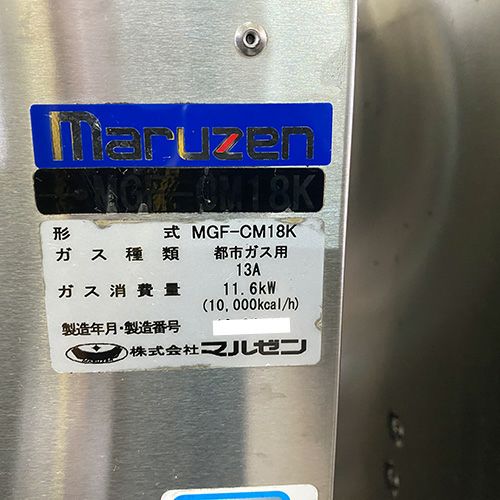 maruzen
MGF-CM18K
形 式 MGF-CM18K
ガス種類 都市ガス用
13A
ガス消費量 11.6kW
(10,000kcal/h)
製造年月・製造番号
株式会社マルゼン